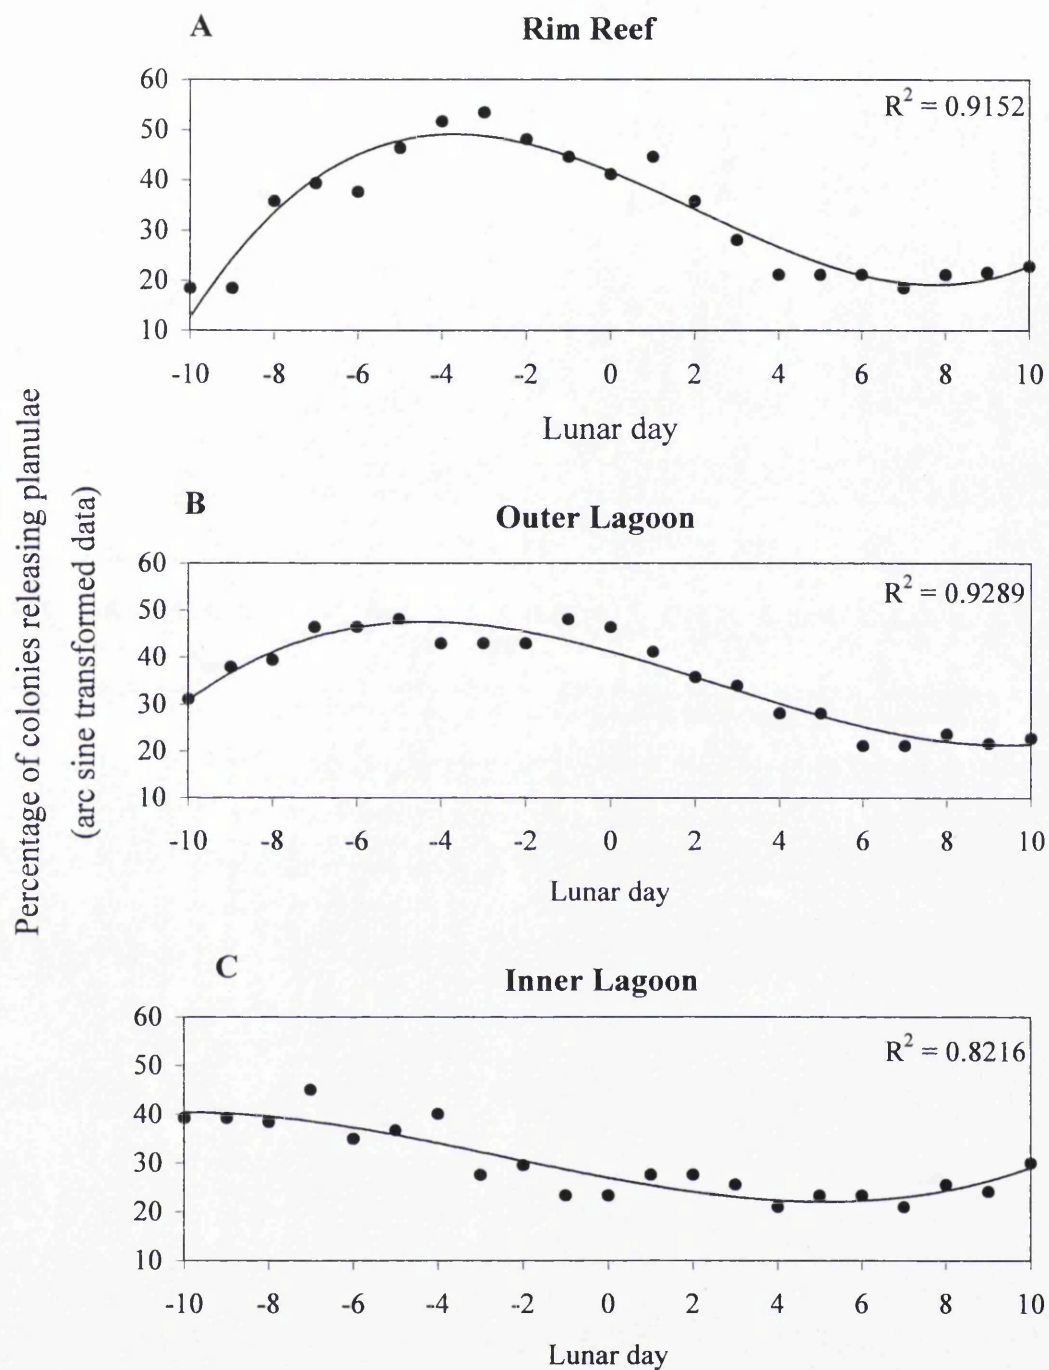 A
Rim Reef
R² = 0.9152
60
50
40
30
20
10
-10 -8 -6 -4 -2 0 2 4 6 8 10
Lunar day
B
Outer Lagoon
R² = 0.9289
60
50
40
30
20
10
-10 -8 -6 -4 -2 0 2 4 6 8 10
Lunar day
C
Inner Lagoon
R² = 0.8216
60
50
40
30
20
10
-10 -8 -6 -4 -2 0 2 4 6 8 10
Lunar day
Percentage of colonies releasing planulae
(arc sine transformed data)